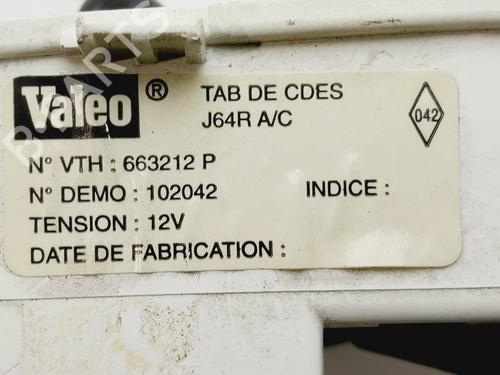 Valeo ® TAB DE CDES
J64R A/C
042
N° VTH : 663212 P
N° DEMO : 102042 INDICE :
TENSION : 12V
DATE DE FABRICATION :